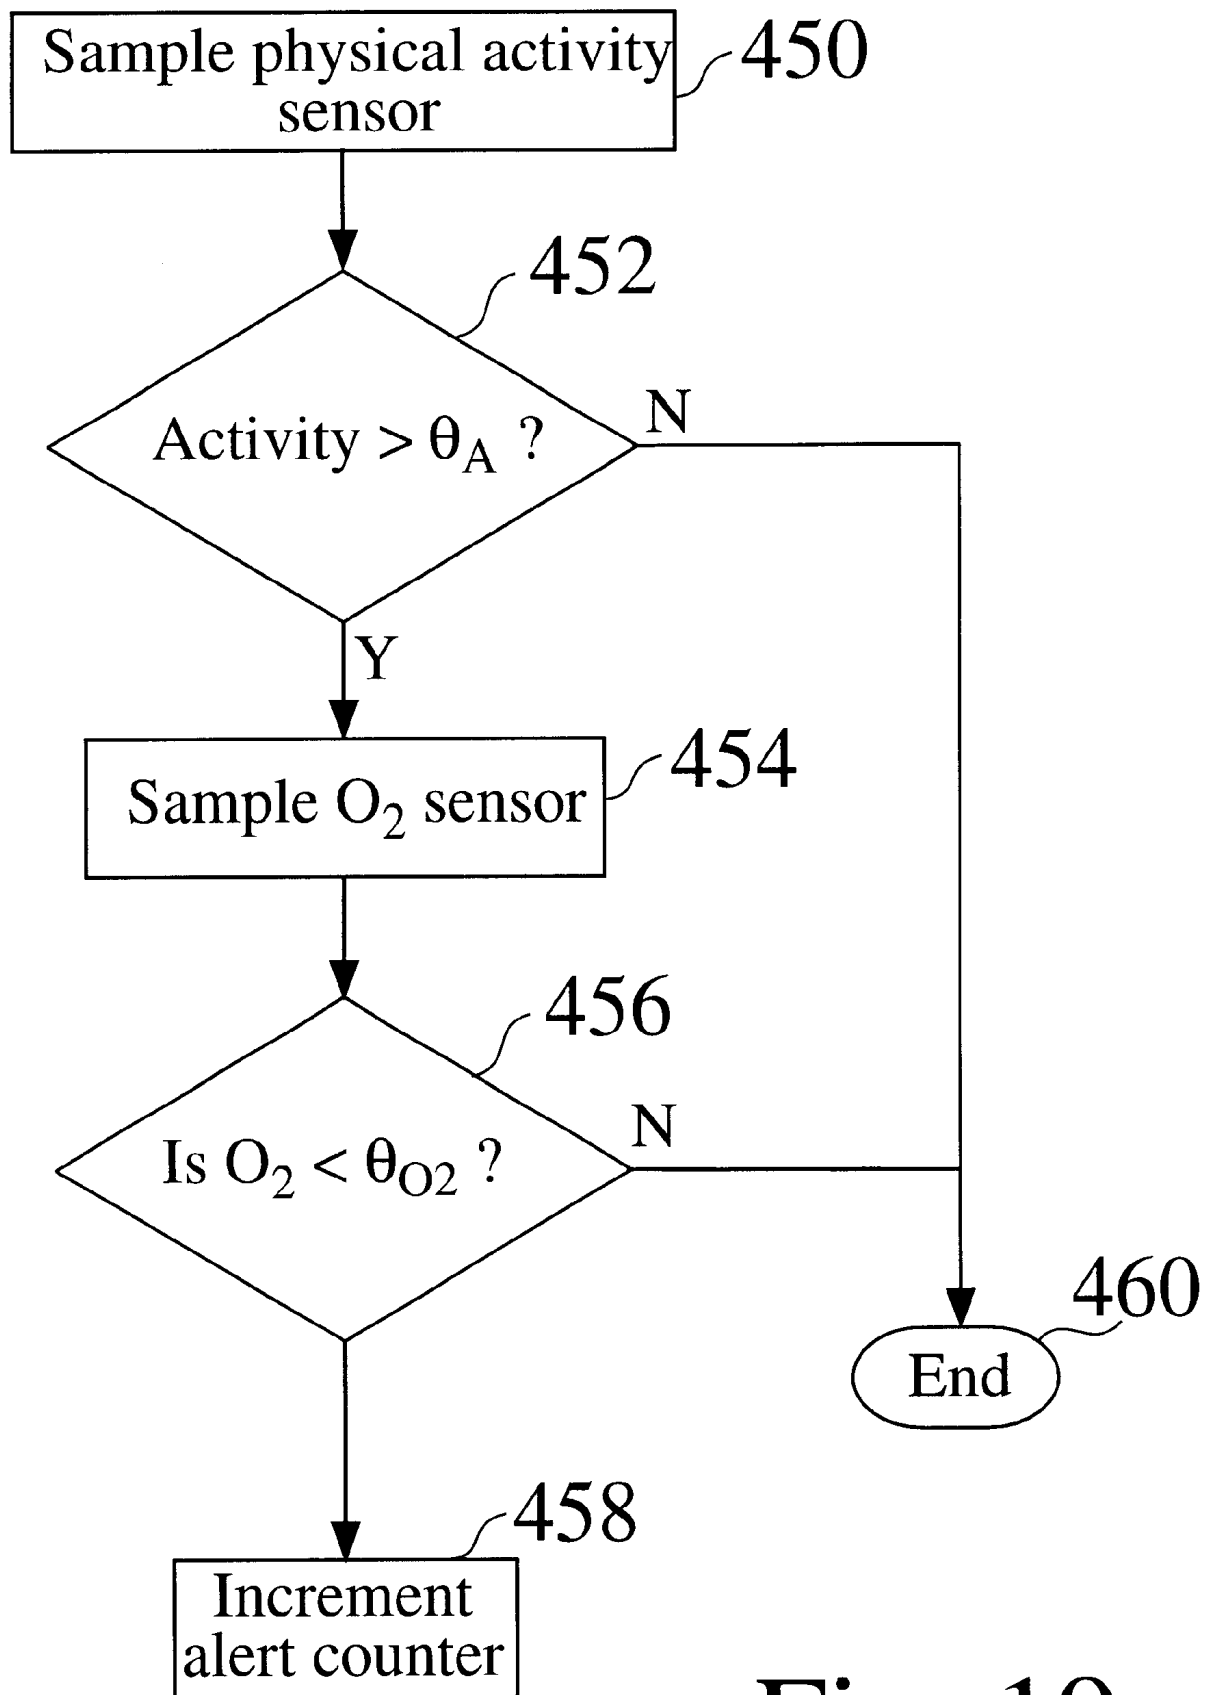 Sample physical activity
sensor
450
452
Activity > θA ?
N
Y
454
Sample O2 sensor
456
Is O2 < θO2 ?
N
460
End
458
Increment
alert counter